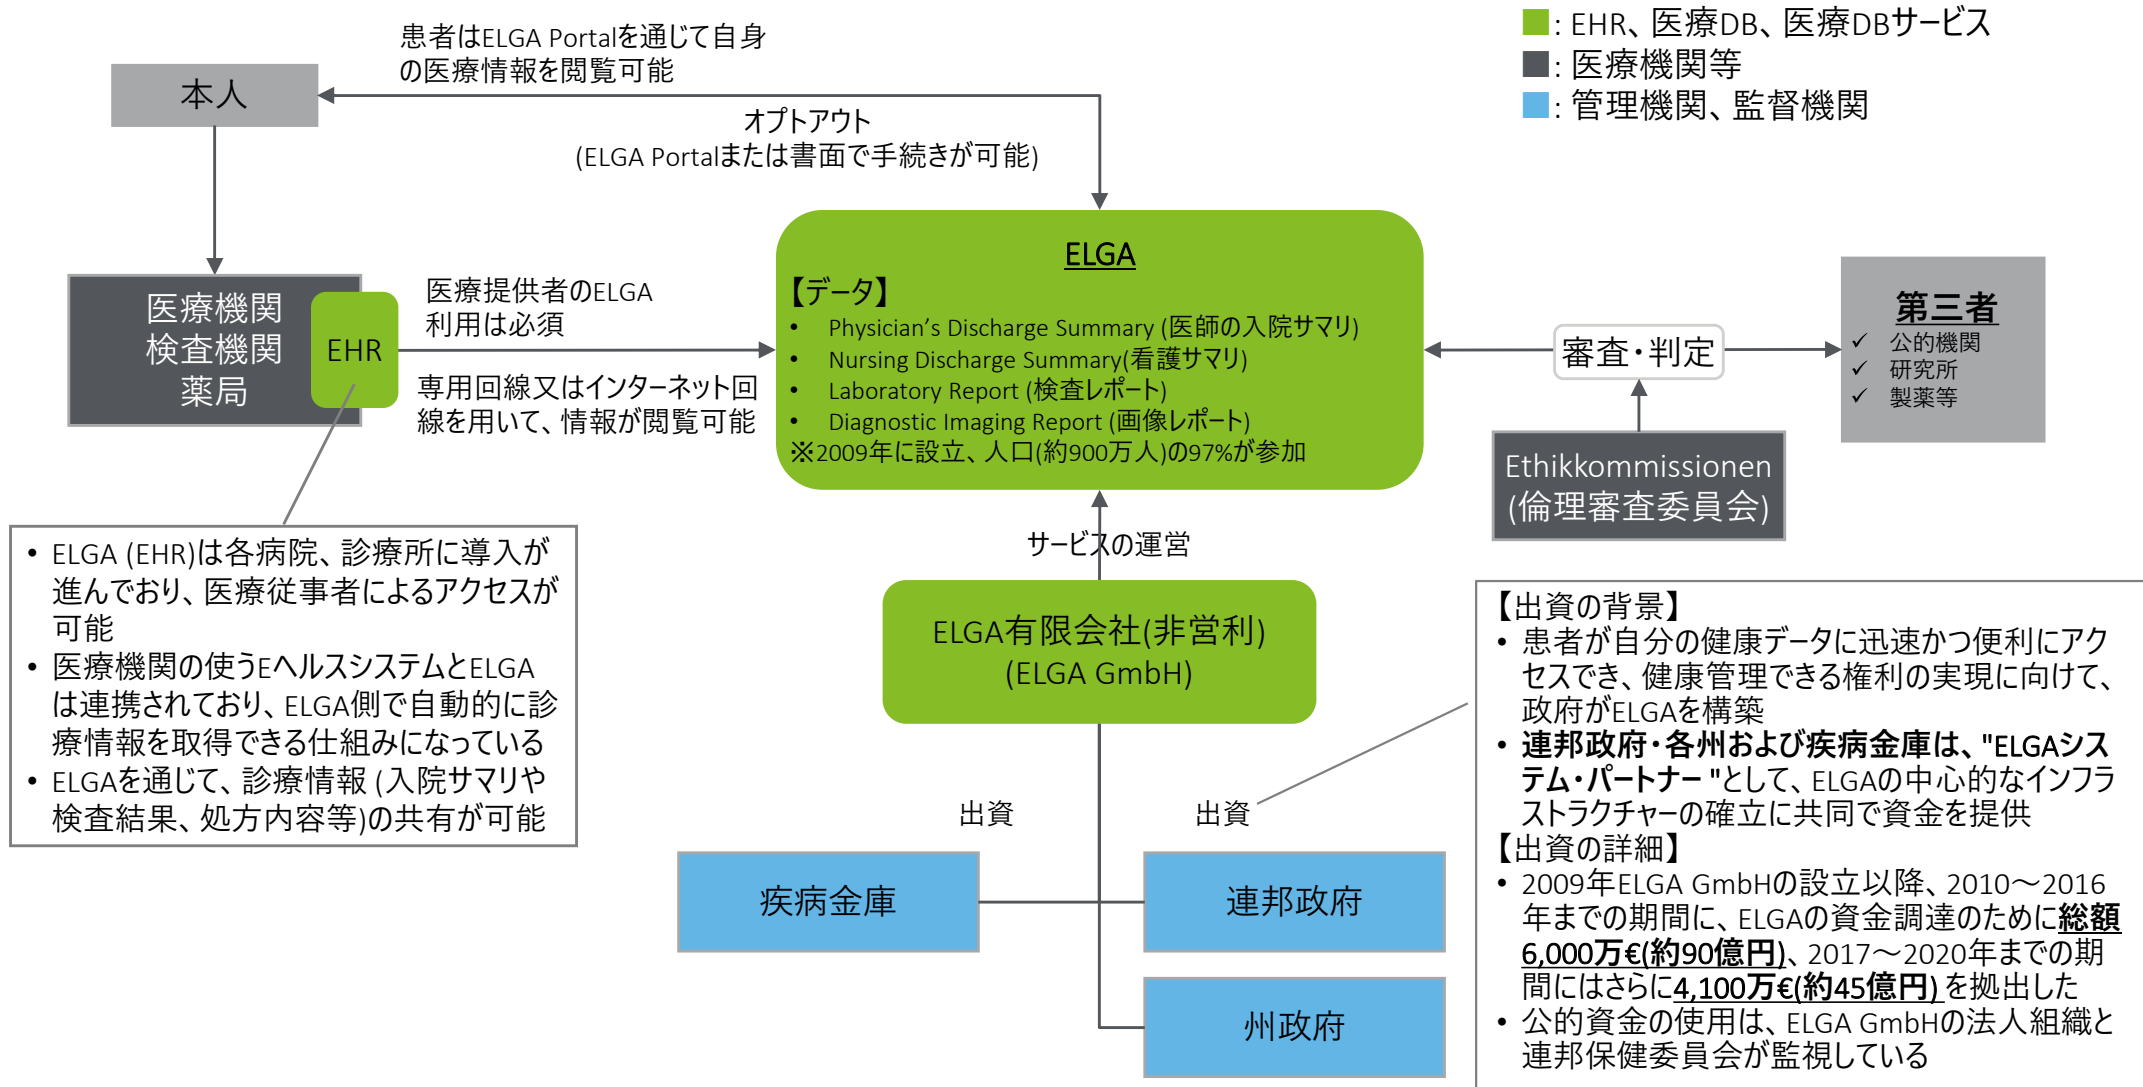 患者はELGA Portalを通じて自身
の医療情報を閲覧可能
■: EHR、医療DB、医療DBサービス
■: 医療機関等
■: 管理機関、監督機関
本人
オプトアウト
(ELGA Portalまたは書面で手続きが可能)
医療機関
検査機関
薬局
EHR
医療提供者のELGA
利用は必須
専用回線又はインターネット回
線を用いて、情報が閲覧可能
ELGA
【データ】
• Physician’s Discharge Summary (医師の入院サマリ)
• Nursing Discharge Summary(看護サマリ)
• Laboratory Report (検査レポート)
• Diagnostic Imaging Report (画像レポート)
※2009年に設立、人口(約900万人)の97%が参加
審査・判定
第三者
✓ 公的機関
✓ 研究所
✓ 製薬等
Ethikkommissionen
(倫理審査委員会)
• ELGA (EHR)は各病院、診療所に導入が
進んでおり、医療従事者によるアクセスが
可能
• 医療機関の使うEヘルスシステムとELGA
は連携されており、ELGA側で自動的に診
療情報を取得できる仕組みになっている
• ELGAを通じて、診療情報 (入院サマリや
検査結果、処方内容等)の共有が可能
サービスの運営
ELGA有限会社(非営利)
(ELGA GmbH)
出資
出資
疾病金庫
連邦政府
州政府
【出資の背景】
• 患者が自分の健康データに迅速かつ便利にアク
セスでき、健康管理できる権利の実現に向けて、
政府がELGAを構築
• 連邦政府・各州および疾病金庫は、"ELGAシス
テム・パートナー "として、ELGAの中心的なインフラ
ストラクチャーの確立に共同で資金を提供
【出資の詳細】
• 2009年ELGA GmbHの設立以降、2010～2016
年までの期間に、ELGAの資金調達のために総額
6,000万€(約90億円)、2017～2020年までの期
間にはさらに4,100万€(約45億円) を拠出した
• 公的資金の使用は、ELGA GmbHの法人組織と
連邦保健委員会が監視している